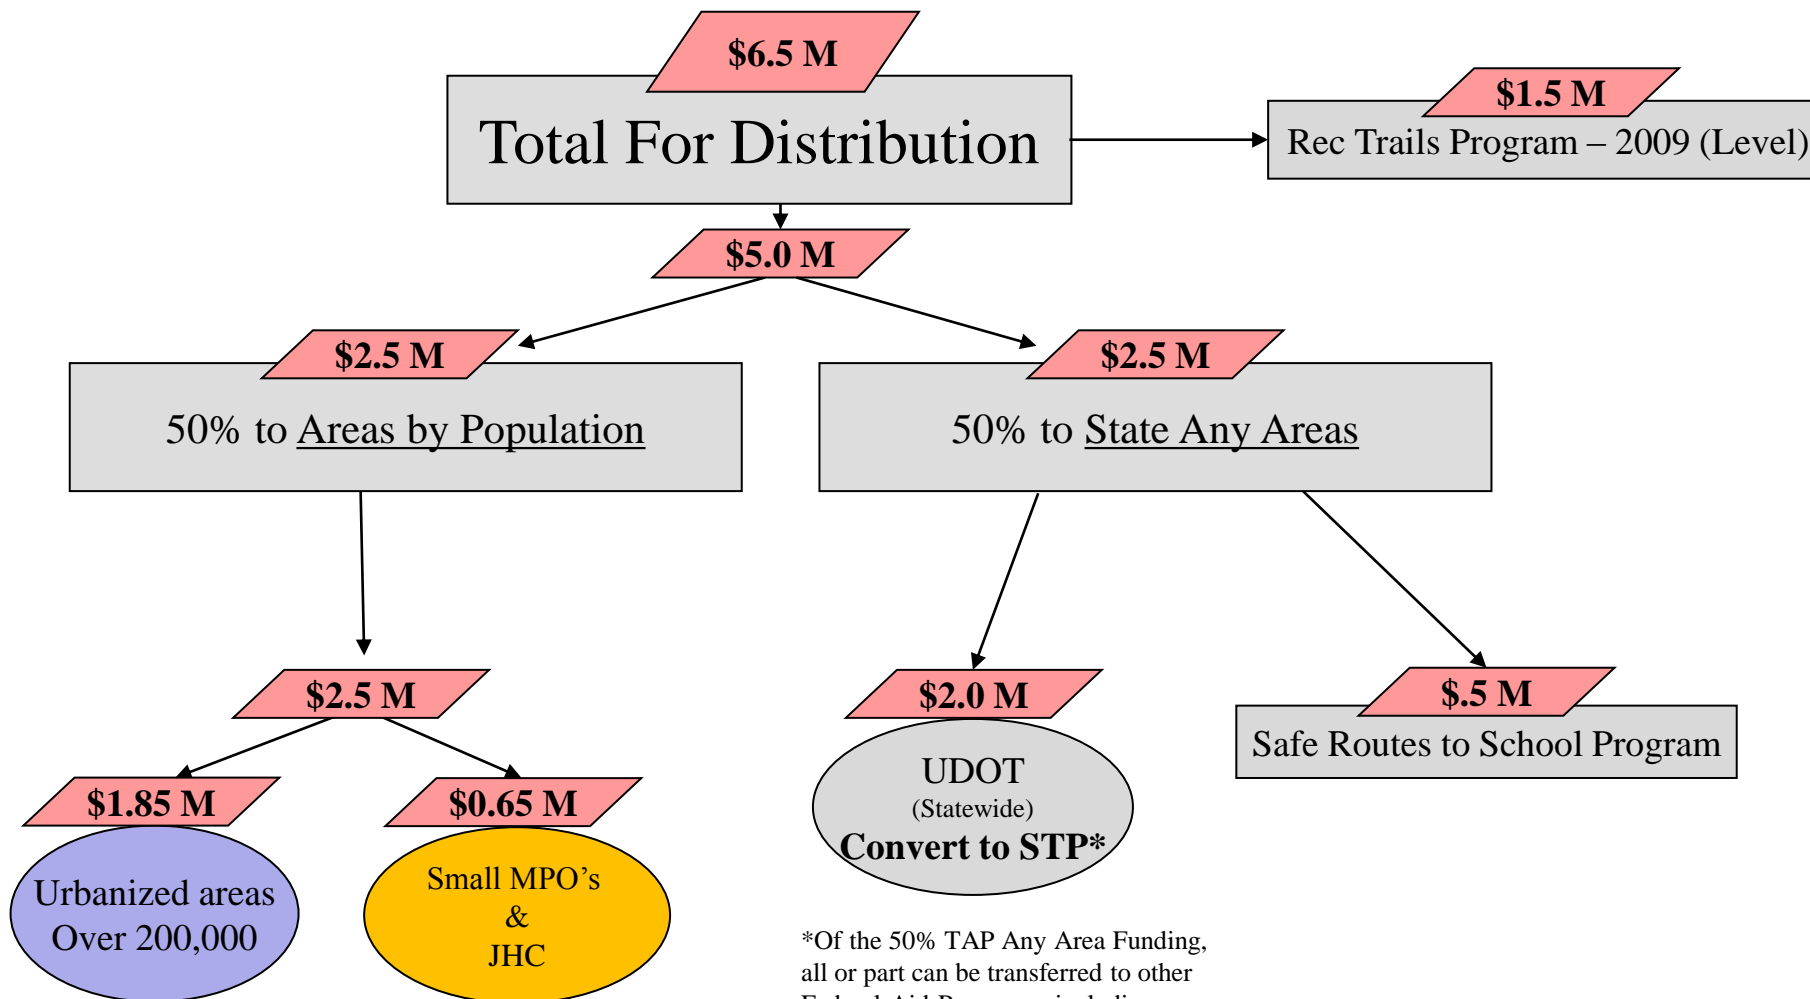 $6.5 M
Total For Distribution
$1.5 M
Rec Trails Program – 2009 (Level)
$5.0 M
$2.5 M
50% to Areas by Population
$2.5 M
50% to State Any Areas
$2.5 M
$1.85 M
Urbanized areas
Over 200,000
$0.65 M
Small MPO’s
&
JHC
$2.0 M
UDOT
(Statewide)
Convert to STP*
$.5 M
Safe Routes to School Program
*Of the 50% TAP Any Area Funding,
all or part can be transferred to other